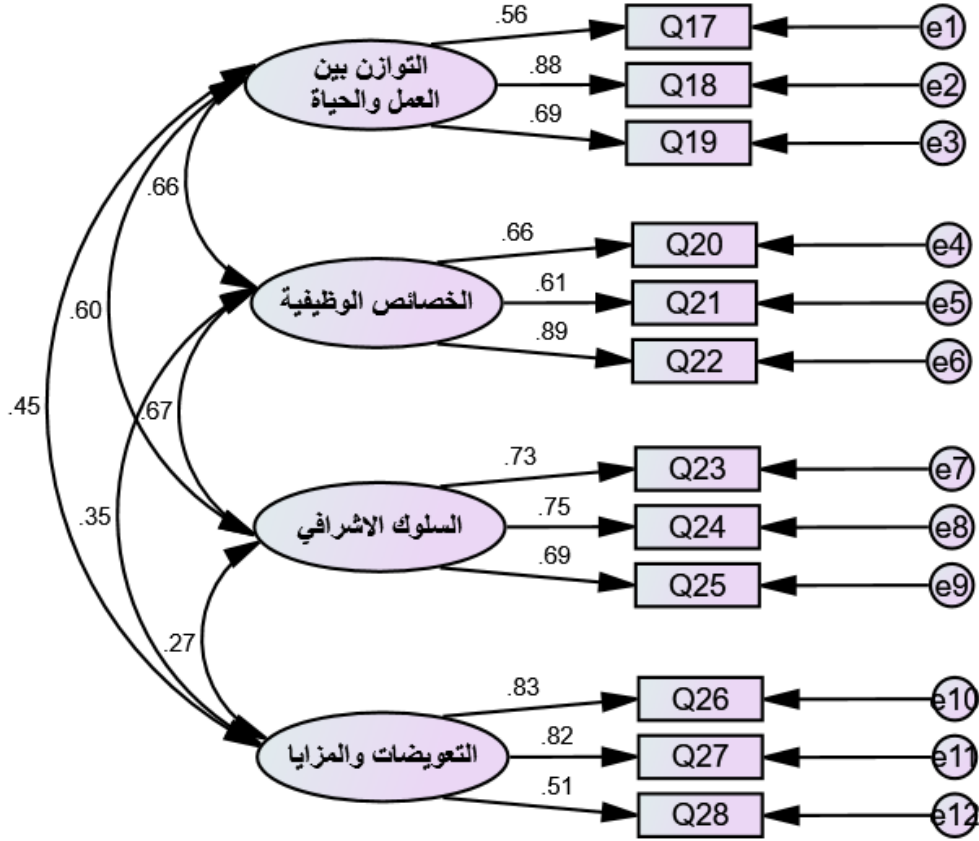 .56
Q17
e1
التوازن بين
العمل والحياة
.88
Q18
e2
.69
Q19
e3
.66
.66
Q20
e4
الخصائص الوظيفية
.61
Q21
e5
.89
Q22
e6
.60
.45
.67
.73
Q23
e7
السلوك الاشرافي
.75
Q24
e8
.69
Q25
e9
.35
.27
.83
Q26
e10
التعويضات والمزايا
.82
Q27
e11
.51
Q28
e12